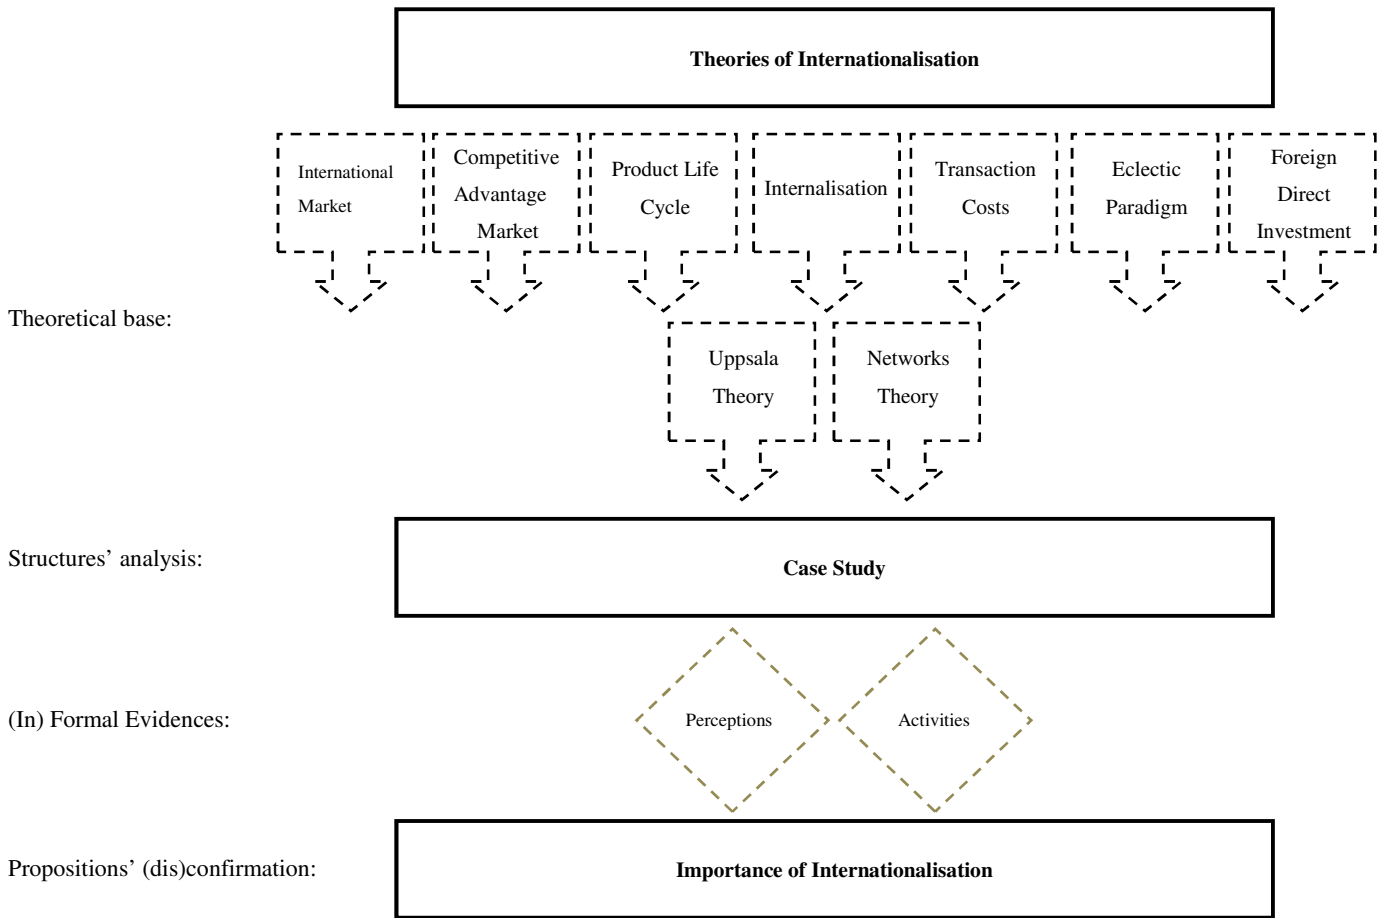 Theories of Internationalisation
International
Market
Competitive
Advantage
Market
Product Life
Cycle
Internalisation
Transaction
Costs
Eclectic
Paradigm
Foreign
Direct
Investment
Theoretical base:
Uppsala
Theory
Networks
Theory
Structures’ analysis:
Case Study
(In) Formal Evidences:
Perceptions
Activities
Propositions’ (dis)confirmation:
Importance of Internationalisation